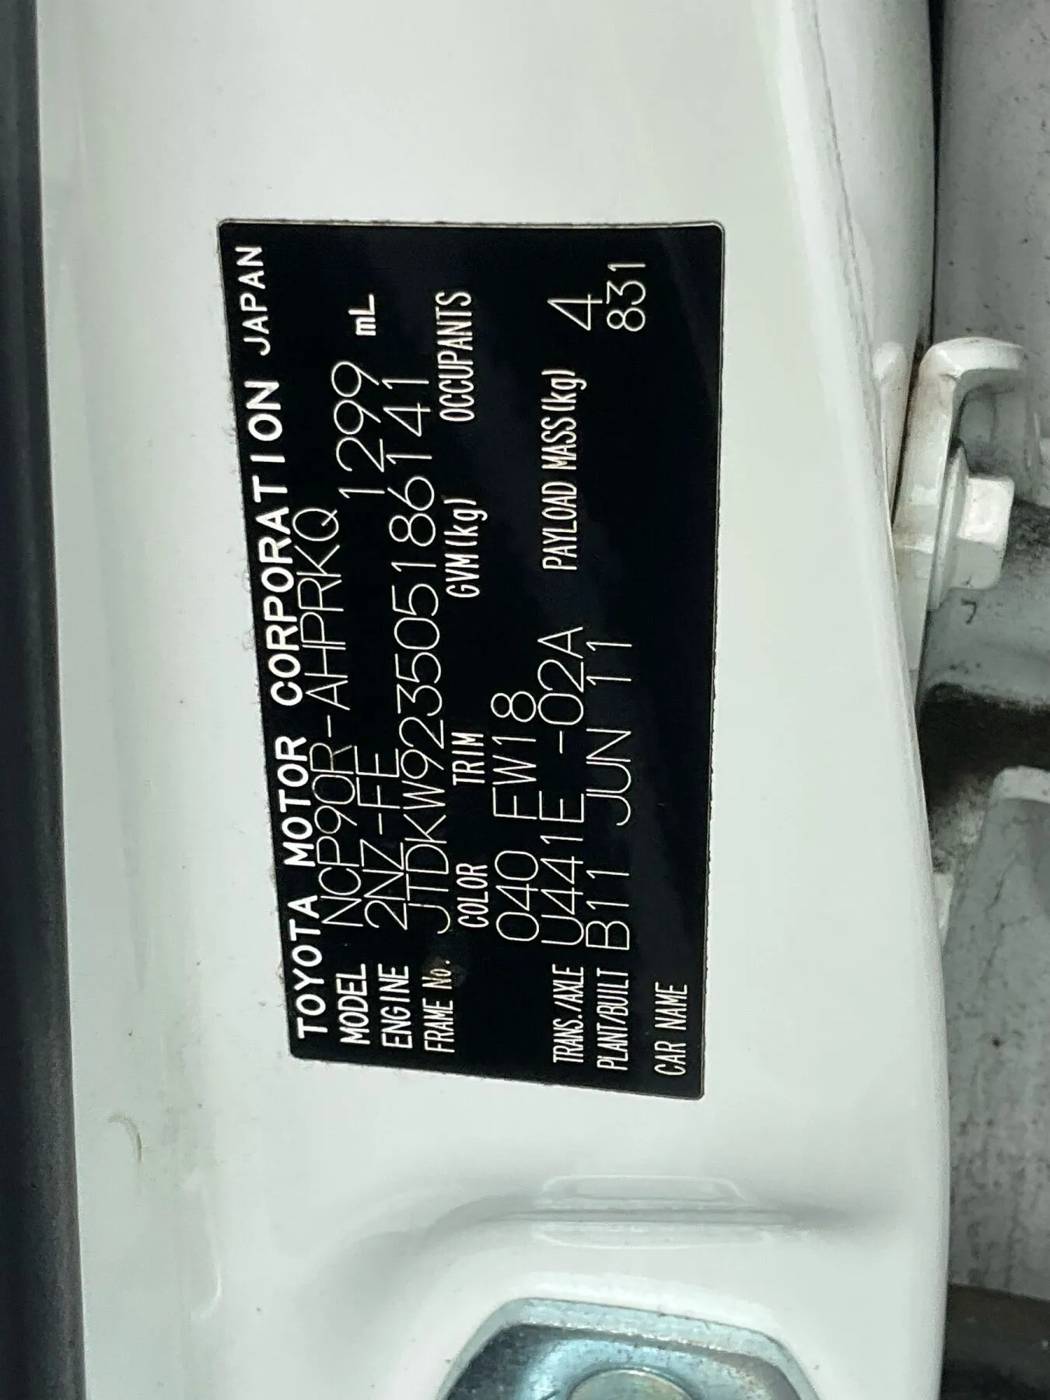 TOYOTA MOTOR CORPORATION JAPAN
MODEL NCP90R-AHPRKQ
ENGINE 2NZ-FE 1299 mL
FRAME No. JTDKW923505186141
COLOR TRIM GVM(kg) OCCUPANTS
040 FW18
TRANS./AXLE U441E -02A PAYLOAD MASS(kg) 4
PLANT/BUILT B11 JUN 11 831
CAR NAME